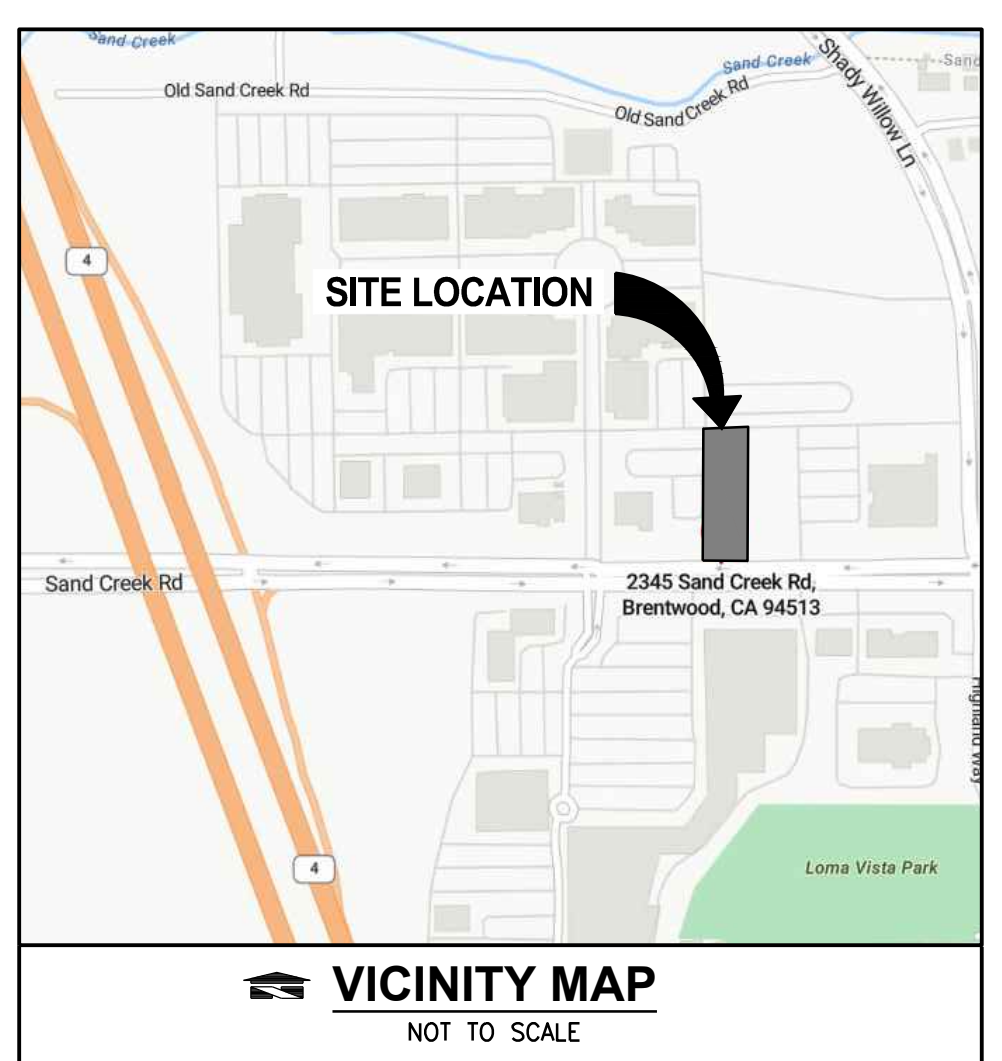 Sand Creek
Sand Creek
Sand
Old Sand Creek Rd
Old Sand Creek Rd
Shady Willow Ln
4
SITE LOCATION
Sand Creek Rd
2345 Sand Creek Rd,
Brentwood, CA 94513
Highland Way
4
Loma Vista Park
VICINITY MAP
NOT TO SCALE